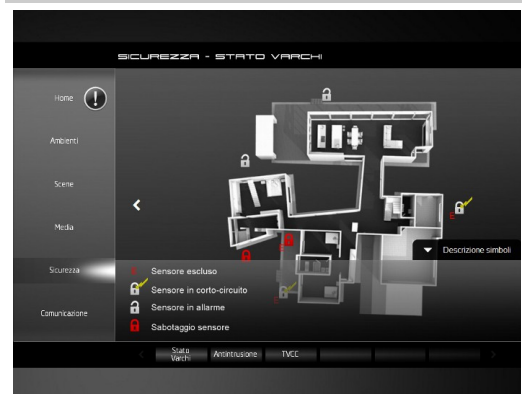 SICUREZZA - STATO VARCHI
Home
Ambienti
Scene
Media
Sicurezza
Comunicazione
E
Descrizione simboli
E Sensore escluso
Sensore in corto-circuito
Sensore in allarme
Sabotaggio sensore
E
Stato Varchi
Antintrusione
TVCC